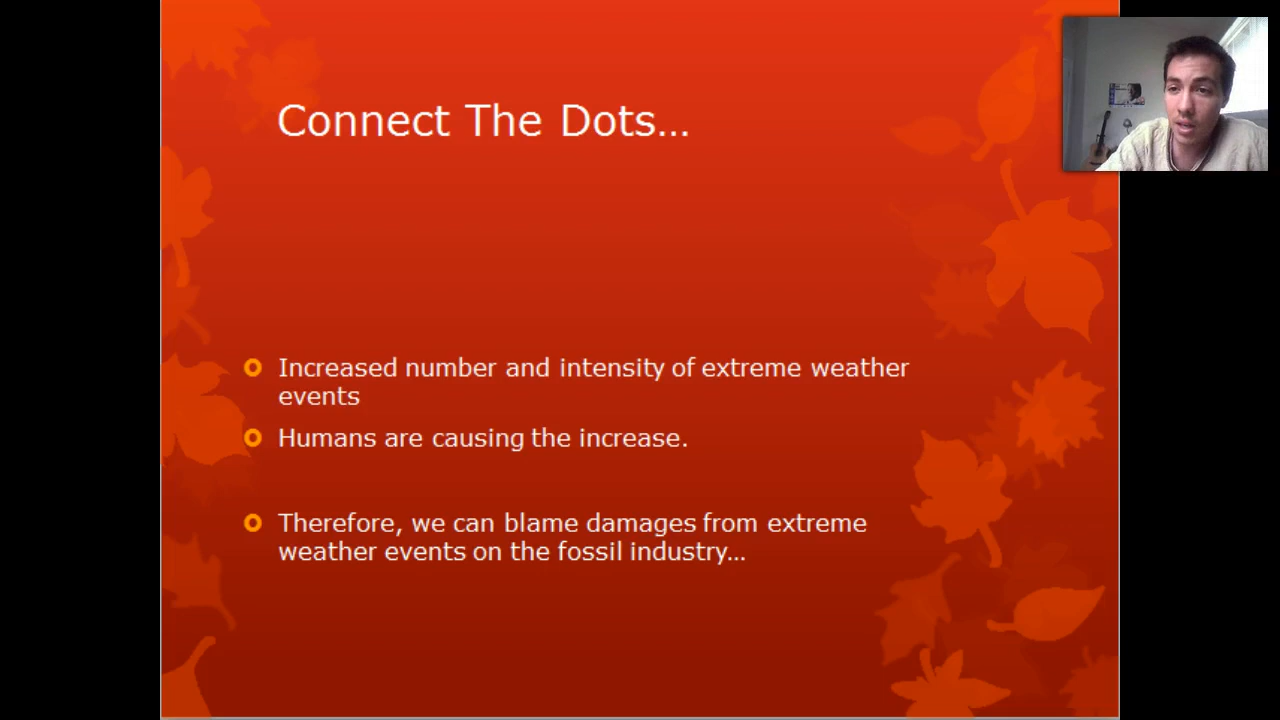 Connect The Dots…
Increased number and intensity of extreme weather
events
Humans are causing the increase.
Therefore, we can blame damages from extreme
weather events on the fossil industry…